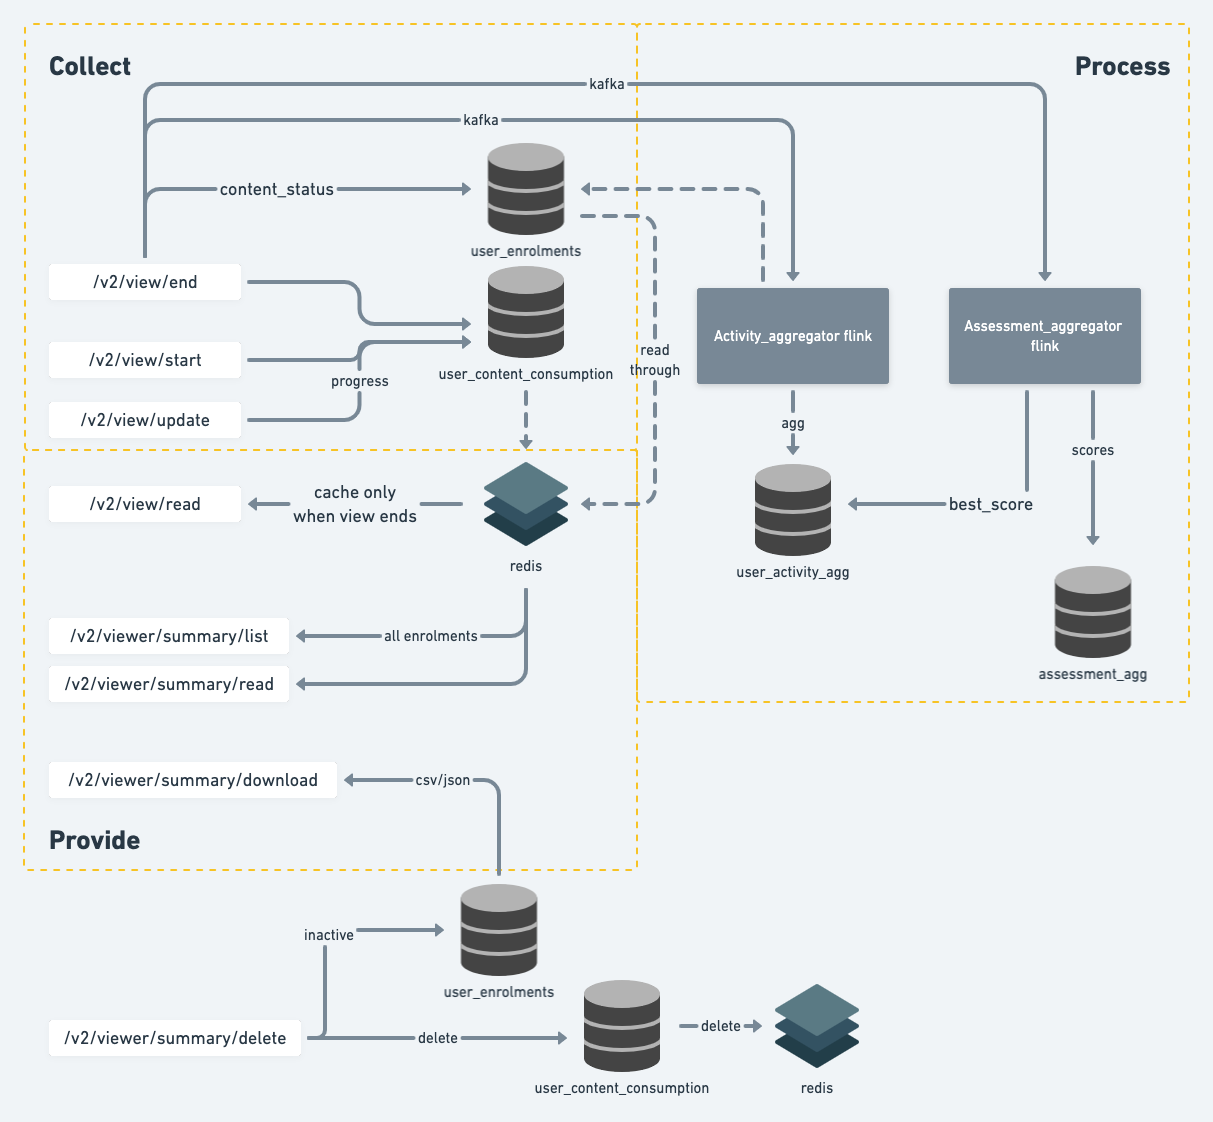 Collect
Process
kafka
kafka
content_status
user_enrolments
/v2/view/end
/v2/view/start
progress
/v2/view/update
user_content_consumption
read
through
Activity_aggregator flink
Assessment_aggregator
flink
agg
scores
/v2/view/read
cache only
when view ends
redis
best_score
user_activity_agg
assessment_agg
/v2/viewer/summary/list
all enrolments
/v2/viewer/summary/read
/v2/viewer/summary/download
csv/json
Provide
inactive
user_enrolments
/v2/viewer/summary/delete
delete
user_content_consumption
delete
redis